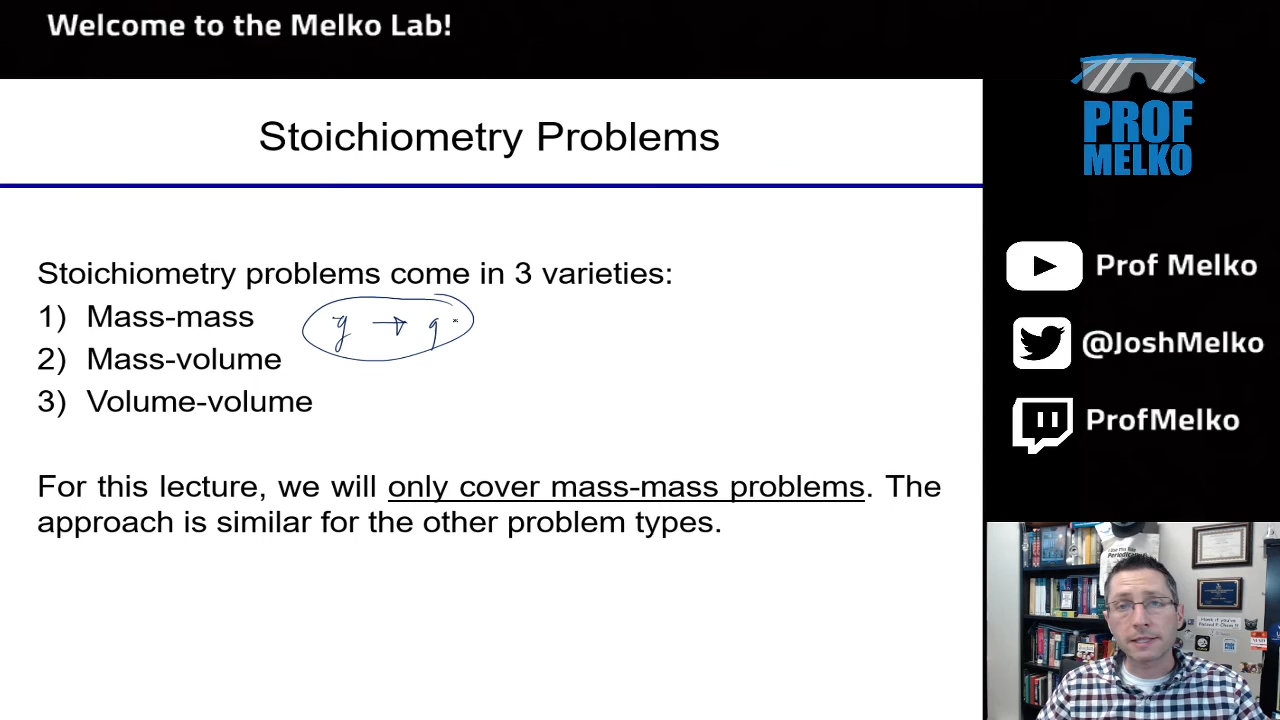 Welcome to the Melko Lab!
Stoichiometry Problems
PROF
MELKO
Stoichiometry problems come in 3 varieties:
1) Mass-mass
g → g
2) Mass-volume
3) Volume-volume
For this lecture, we will only cover mass-mass problems. The
approach is similar for the other problem types.
Prof Melko
@JoshMelko
ProfMelko